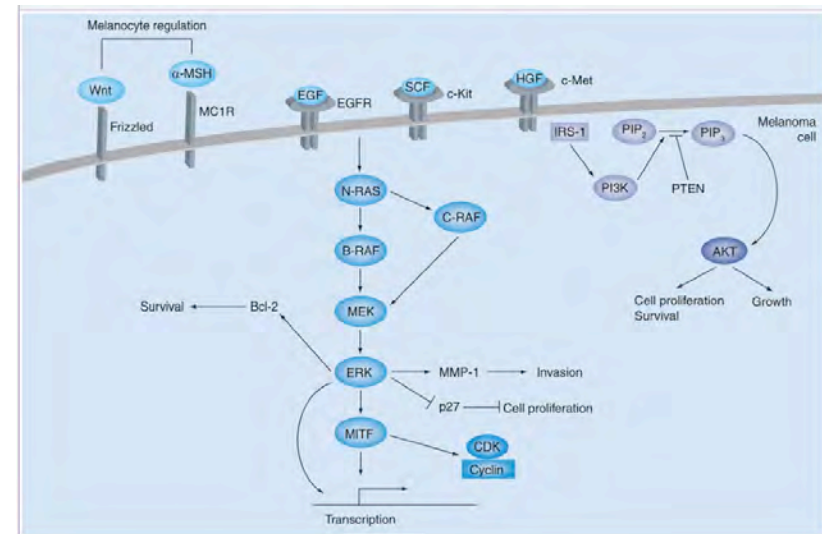 Melanocyte regulation
Wnt
α-MSH
Frizzled
MC1R
EGF
EGFR
SCF
c-Kit
HGF
c-Met
Melanoma
cell
IRS-1
PIP2
PIP3
PI3K
PTEN
N-RAS
C-RAF
B-RAF
AKT
MEK
Cell proliferation
Survival
Growth
Survival
Bcl-2
ERK
MMP-1
Invasion
p27
Cell proliferation
MITF
CDK
Cyclin
Transcription